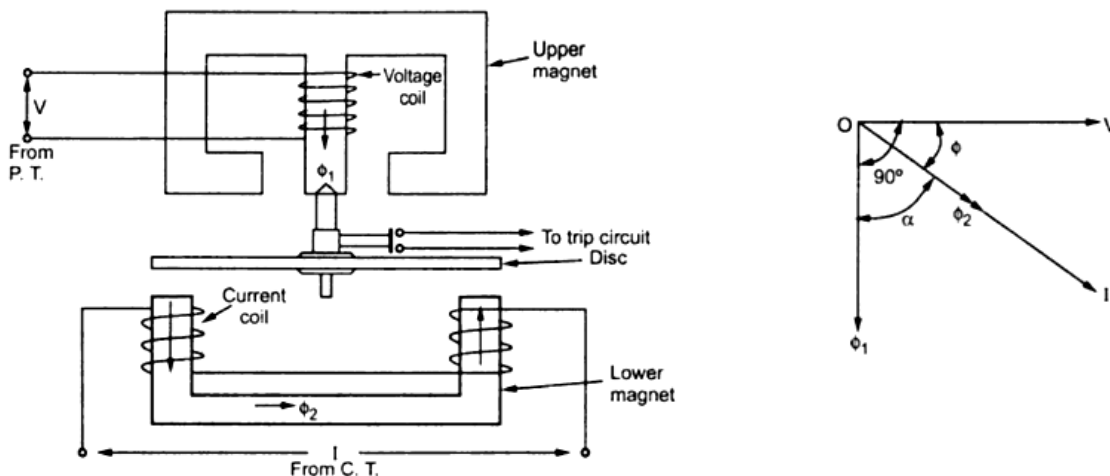 Upper
magnet
Voltage
coil
V
From
P. T.
ϕ₁
To trip circuit
Disc
Current
coil
Lower
magnet
ϕ₂
I
From C. T.
O
V
ϕ
90°
α
ϕ₂
I
ϕ₁